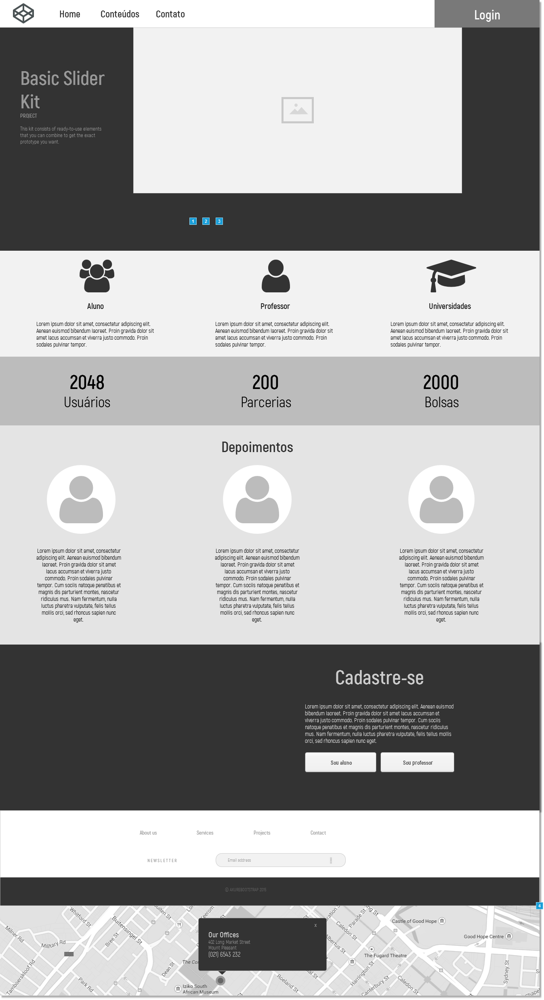 Home Conteúdos Contato Login
Basic Slider
Kit
PROJECT
This kit consists of ready-to-use elements
that you can combine to get the exact
prototype you want.
1 2 3
Aluno
Lorem ipsum dolor sit amet, consectetur adipiscing elit.
Aenean euismod bibendum laoreet. Proin gravida dolor sit
amet lacus accumsan et viverra justo commodo. Proin
sodales pulvinar tempor.
Professor
Lorem ipsum dolor sit amet, consectetur adipiscing elit.
Aenean euismod bibendum laoreet. Proin gravida dolor sit
amet lacus accumsan et viverra justo commodo. Proin
sodales pulvinar tempor.
Universidades
Lorem ipsum dolor sit amet, consectetur adipiscing elit.
Aenean euismod bibendum laoreet. Proin gravida dolor sit
amet lacus accumsan et viverra justo commodo. Proin
sodales pulvinar tempor.
2048
Usuários
200
Parcerias
2000
Bolsas
Depoimentos
Lorem ipsum dolor sit amet, consectetur
adipiscing elit. Aenean euismod bibendum
laoreet. Proin gravida dolor sit amet
lacus accumsan et viverra justo
commodo. Proin sodales pulvinar
tempor. Cum sociis natoque penatibus et
magnis dis parturient montes, nascetur
ridiculus mus. Nam fermentum, nulla
luctus pharetra vulputate, felis tellus
mollis orci, sed rhoncus sapien nunc
eget.
Lorem ipsum dolor sit amet, consectetur
adipiscing elit. Aenean euismod bibendum
laoreet. Proin gravida dolor sit amet
lacus accumsan et viverra justo
commodo. Proin sodales pulvinar
tempor. Cum sociis natoque penatibus et
magnis dis parturient montes, nascetur
ridiculus mus. Nam fermentum, nulla
luctus pharetra vulputate, felis tellus
mollis orci, sed rhoncus sapien nunc
eget.
Lorem ipsum dolor sit amet, consectetur
adipiscing elit. Aenean euismod bibendum
laoreet. Proin gravida dolor sit amet
lacus accumsan et viverra justo
commodo. Proin sodales pulvinar
tempor. Cum sociis natoque penatibus et
magnis dis parturient montes, nascetur
ridiculus mus. Nam fermentum, nulla
luctus pharetra vulputate, felis tellus
mollis orci, sed rhoncus sapien nunc
eget.
Cadastre-se
Lorem ipsum dolor sit amet, consectetur adipiscing elit. Aenean euismod
bibendum laoreet. Proin gravida dolor sit amet lacus accumsan et
viverra justo commodo. Proin sodales pulvinar tempor. Cum sociis
natoque penatibus et magnis dis parturient montes, nascetur ridiculus
mus. Nam fermentum, nulla luctus pharetra vulputate, felis tellus mollis
orci, sed rhoncus sapien nunc eget.
Sou aluno Sou professor
About us Services Projects Contact
NEWSLETTER Email address
© AXUREBOOTSTRAP 2015
4
Whitford St
Buitensingel St
Milner Rd
Military Rd
Bree St
Tamboerskloof Rd
Park Rd
Dean St
Iziko South
African Museum
x
Our Offices
402 Long Market Street
Mount Pleasant
(021) 6543 232
Parade St
Caledon St
Albertus St
Castle of Good Hope
Good Hope Centre
The Fugard Theatre
Harrington St
Roeland St
Canterbury St
Caledon St
Sydney St